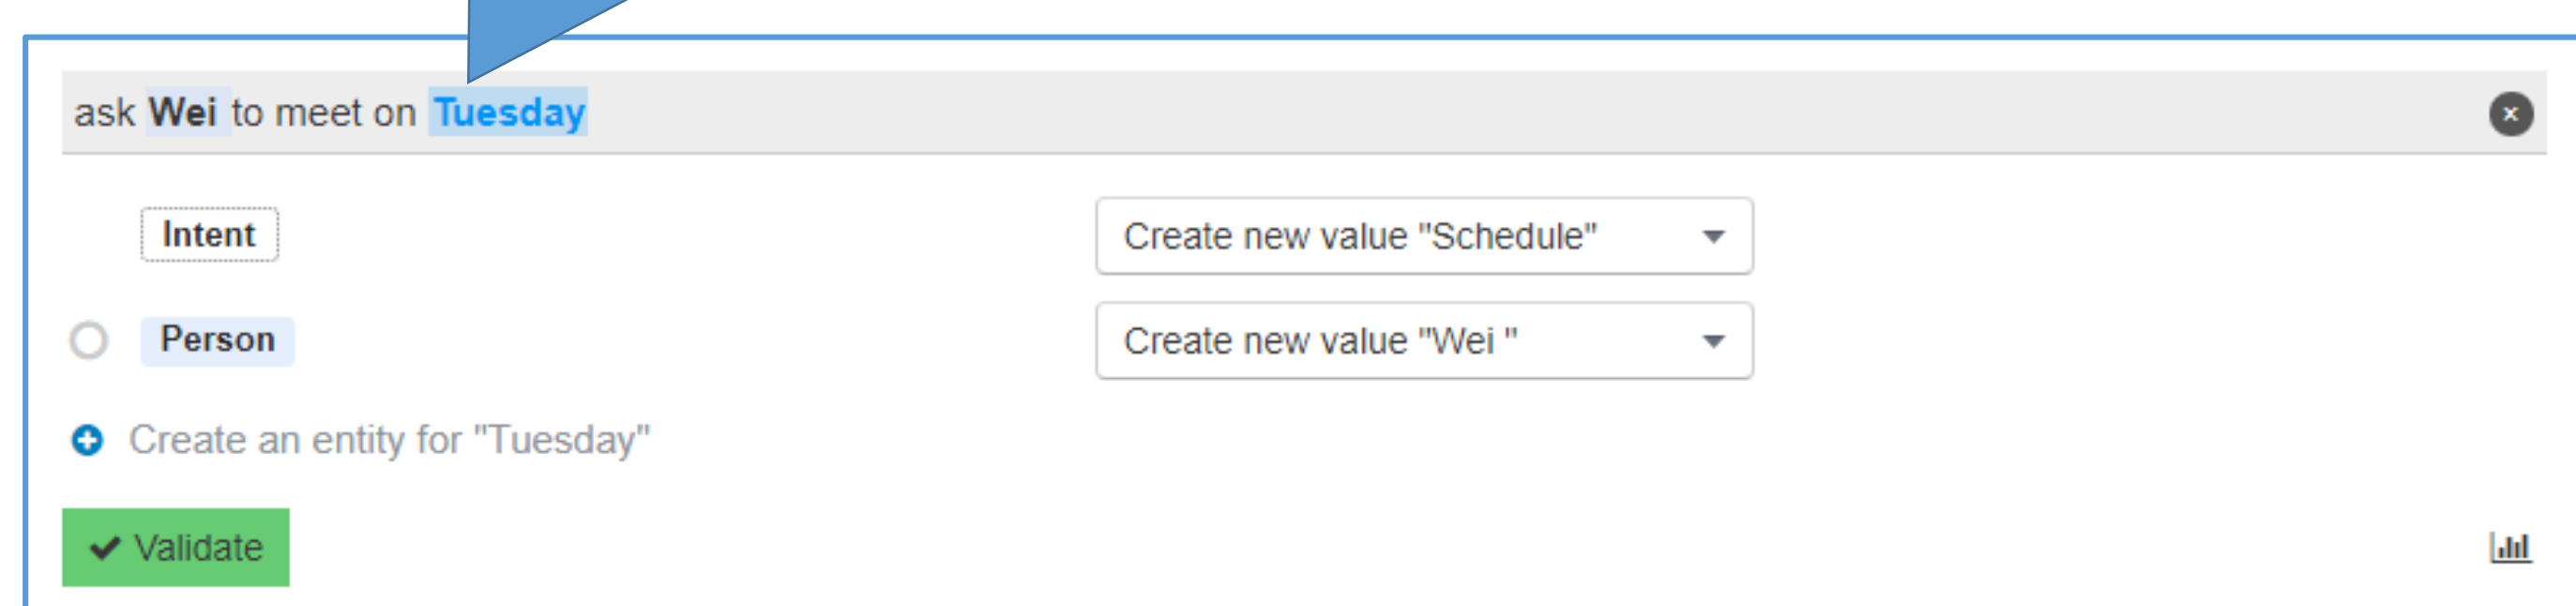 ask Wei to meet on Tuesday
Intent
Create new value "Schedule"
Person
Create new value "Wei "
Create an entity for "Tuesday"
Validate